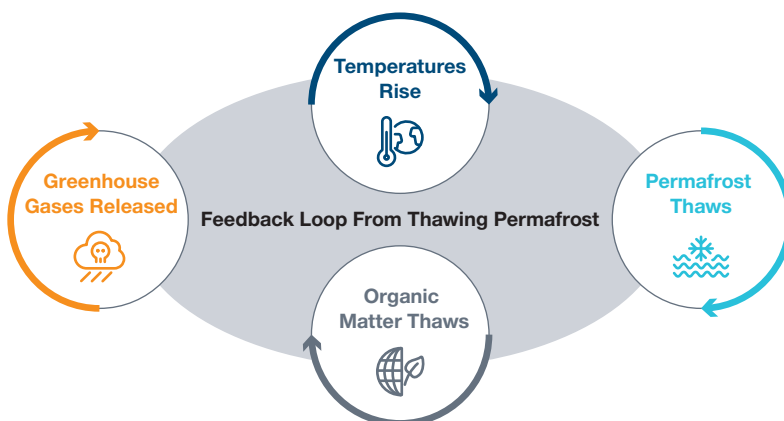 Temperatures
Rise
Greenhouse
Gases Released
Permafrost
Thaws
Feedback Loop From Thawing Permafrost
Organic
Matter Thaws